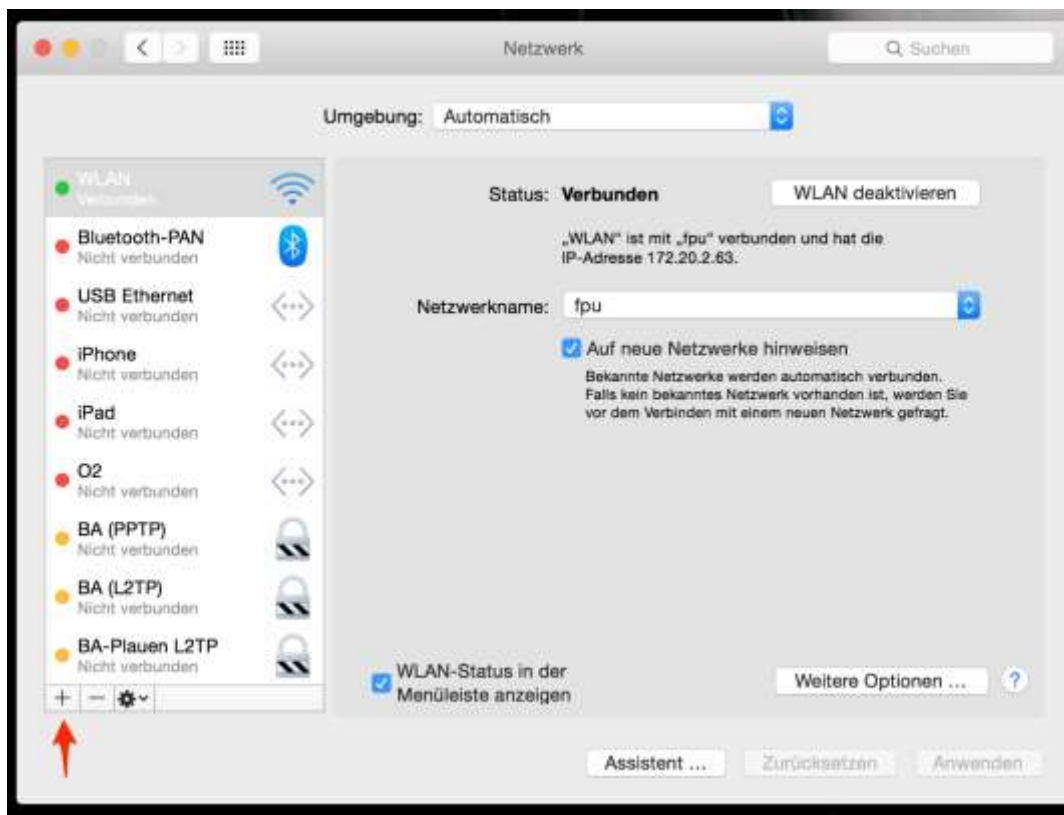 Netzwerk
Suchen
Umgebung: Automatisch
WLAN
Verbunden
Bluetooth-PAN
Nicht verbunden
USB Ethernet
Nicht verbunden
iPhone
Nicht verbunden
iPad
Nicht verbunden
O2
Nicht verbunden
BA (PPTP)
Nicht verbunden
BA (L2TP)
Nicht verbunden
BA-Plauen L2TP
Nicht verbunden
Status: Verbunden
WLAN deaktivieren
„WLAN“ ist mit „fpu“ verbunden und hat die
IP-Adresse 172.20.2.63.
Netzwerkname: fpu
Auf neue Netzwerke hinweisen
Bekannte Netzwerke werden automatisch verbunden.
Falls kein bekanntes Netzwerk vorhanden ist, werden Sie
vor dem Verbinden mit einem neuen Netzwerk gefragt.
WLAN-Status in der
Menüleiste anzeigen
Weitere Optionen ...
?
Assistent ...
Zurücksetzen
Anwenden